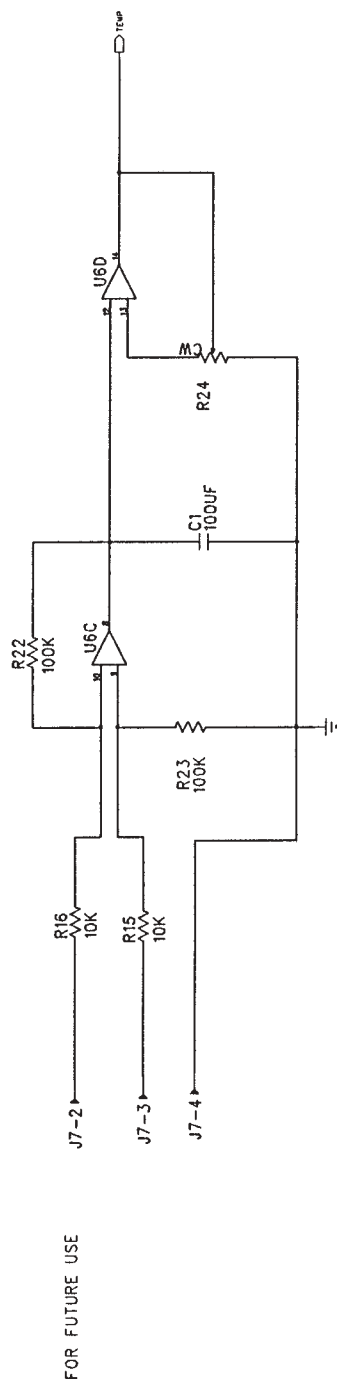 FOR FUTURE USE
J7-2
R16
10K
J7-3
R15
10K
J7-4
R22
100K
10
9
8
U6C
R23
100K
C1
100UF
12
13
14
U6D
CW
R24
TEMP